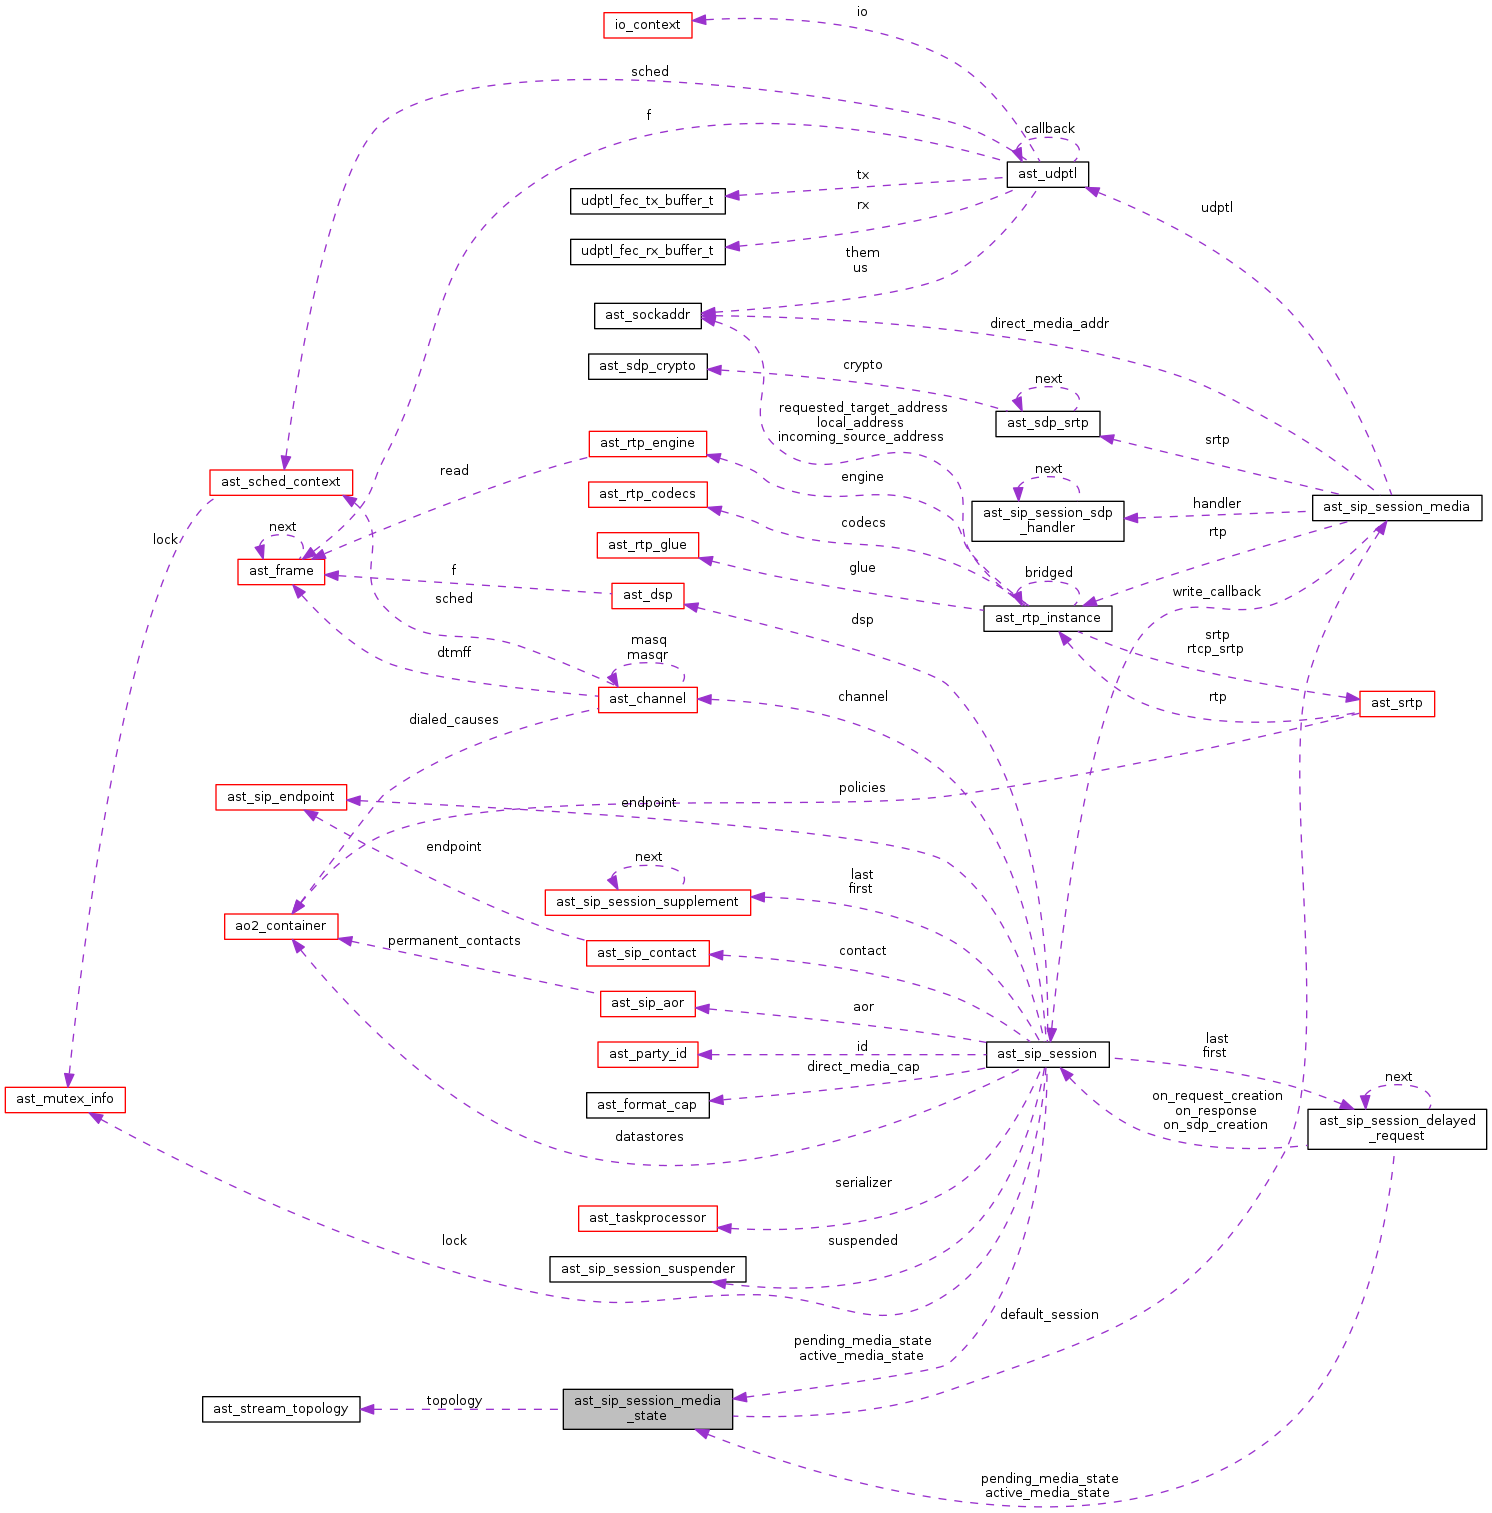 io
io_context
sched
f
callback
ast_udptl
tx
udptl_fec_tx_buffer_t
rx
udptl
udptl_fec_rx_buffer_t
them
us
ast_sockaddr
direct_media_addr
ast_sdp_crypto
crypto
next
requested_target_address
local_address
incoming_source_address
ast_sdp_srtp
srtp
ast_rtp_engine
read
engine
next
ast_sched_context
ast_rtp_codecs
codecs
ast_sip_session_sdp
_handler
handler
ast_sip_session_media
rtp
next
lock
ast_rtp_glue
glue
bridged
ast_frame
f
ast_dsp
sched
write_callback
ast_rtp_instance
dsp
masq
masqr
dtmff
srtp
rtcp_srtp
ast_channel
channel
rtp
ast_srtp
dialed_causes
ast_sip_endpoint
endpoint
policies
endpoint
next
last
first
ast_sip_session_supplement
ao2_container
permanent_contacts
ast_sip_contact
contact
ast_sip_aor
aor
ast_party_id
id
ast_sip_session
last
first
direct_media_cap
next
ast_mutex_info
ast_format_cap
on_request_creation
on_response
on_sdp_creation
ast_sip_session_delayed
_request
datastores
serializer
ast_taskprocessor
lock
suspended
ast_sip_session_suspender
default_session
pending_media_state
active_media_state
ast_stream_topology
topology
ast_sip_session_media
_state
pending_media_state
active_media_state